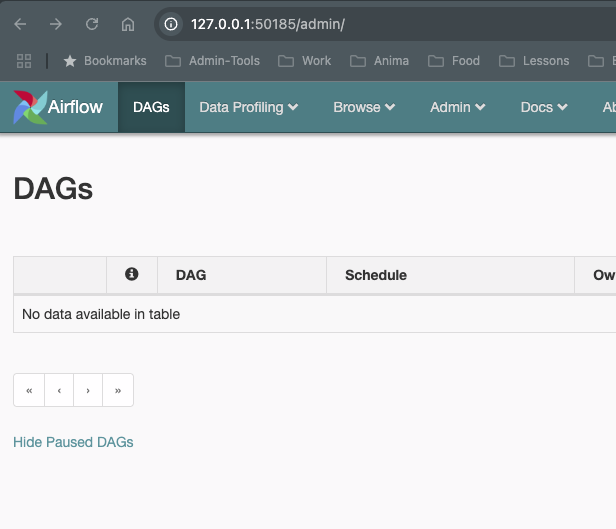 127.0.0.1:50185/admin/
Bookmarks Admin-Tools Work Anima Food Lessons
Airflow DAGs Data Profiling Browse Admin Docs Ab
DAGs
DAG Schedule Ow
No data available in table
« ‹ › »
Hide Paused DAGs